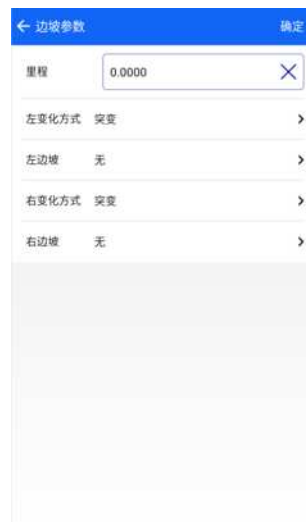 边坡参数 确定
里程 0.0000
左变化方式 突变
左边坡 无
右变化方式 突变
右边坡 无